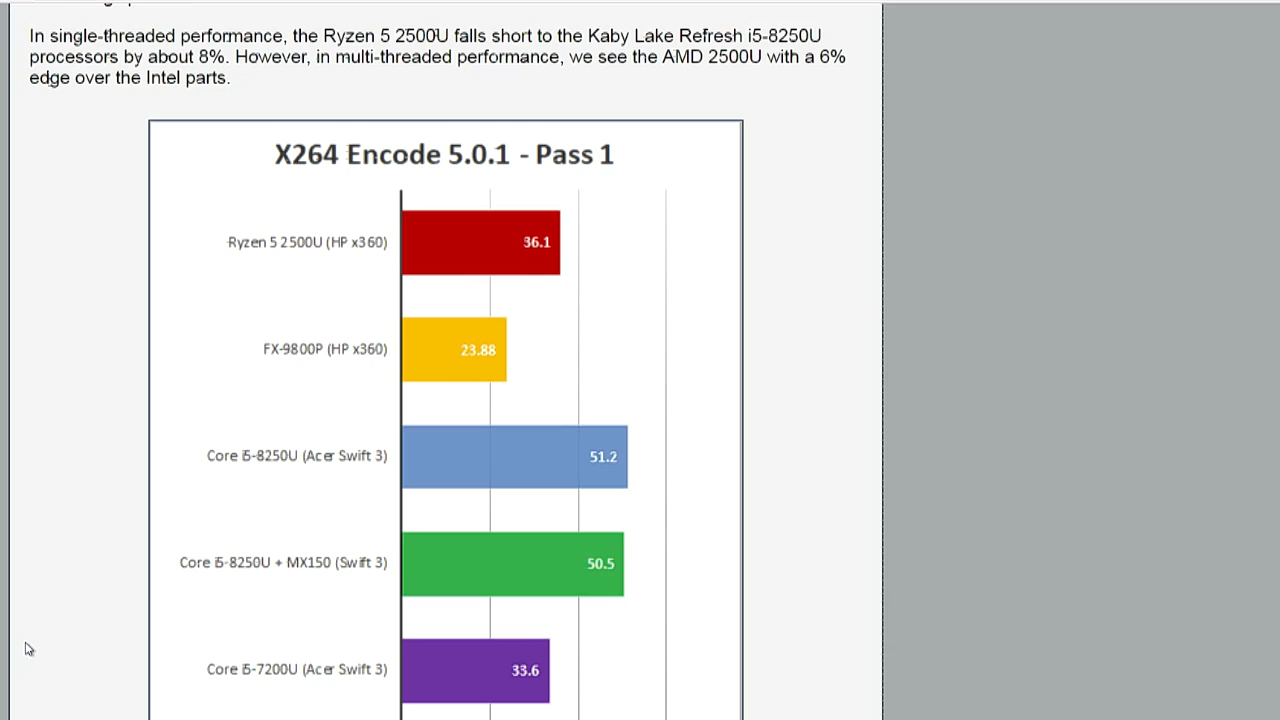 In single-threaded performance, the Ryzen 5 2500U falls short to the Kaby Lake Refresh i5-8250U
processors by about 8%. However, in multi-threaded performance, we see the AMD 2500U with a 6%
edge over the Intel parts.
X264 Encode 5.0.1 - Pass 1
Ryzen 5 2500U (HP x360) 36.1
FX-9800P (HP x360) 23.88
Core i5-8250U (Acer Swift 3) 51.2
Core i5-8250U + MX150 (Swift 3) 50.5
Core i5-7200U (Acer Swift 3) 33.6